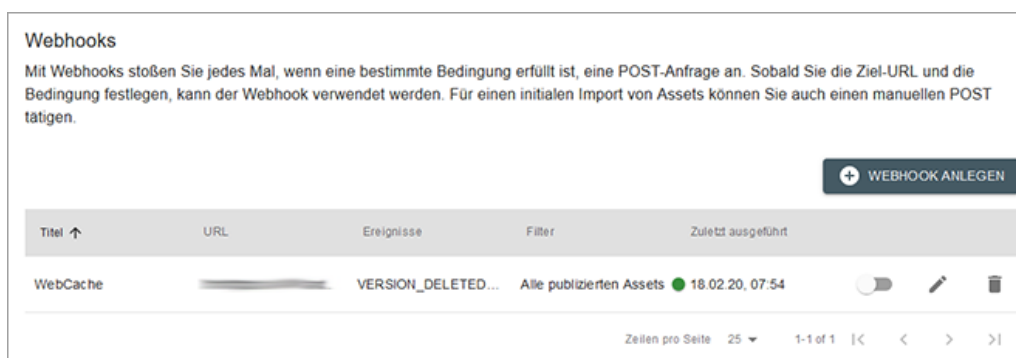 Webhooks
Mit Webhooks stoßen Sie jedes Mal, wenn eine bestimmte Bedingung erfüllt ist, eine POST-Anfrage an. Sobald Sie die Ziel-URL und die
Bedingung festlegen, kann der Webhook verwendet werden. Für einen initialen Import von Assets können Sie auch einen manuellen POST
tätigen.
WEBHOOK ANLEGEN
Titel URL Ereignisse Filter Zuletzt ausgeführt
WebCache VERSION_DELETED... Alle publizierten Assets 18.02.20, 07:54
Zeilen pro Seite 25 1-1 of 1